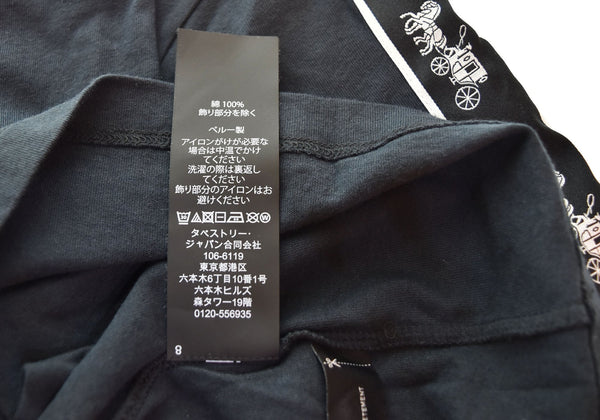 綿 100%
飾り部分を除く
ペルー製
アイロンがけが必要な
場合は中温でかけ
てください
洗濯の際は裏返し
てください
飾り部分のアイロンはお
避けください
タペストリー・
ジャパン合同会社
106-6119
東京都港区
六本木6丁目10番1号
六本木ヒルズ
森タワー19階
0120-556935
8